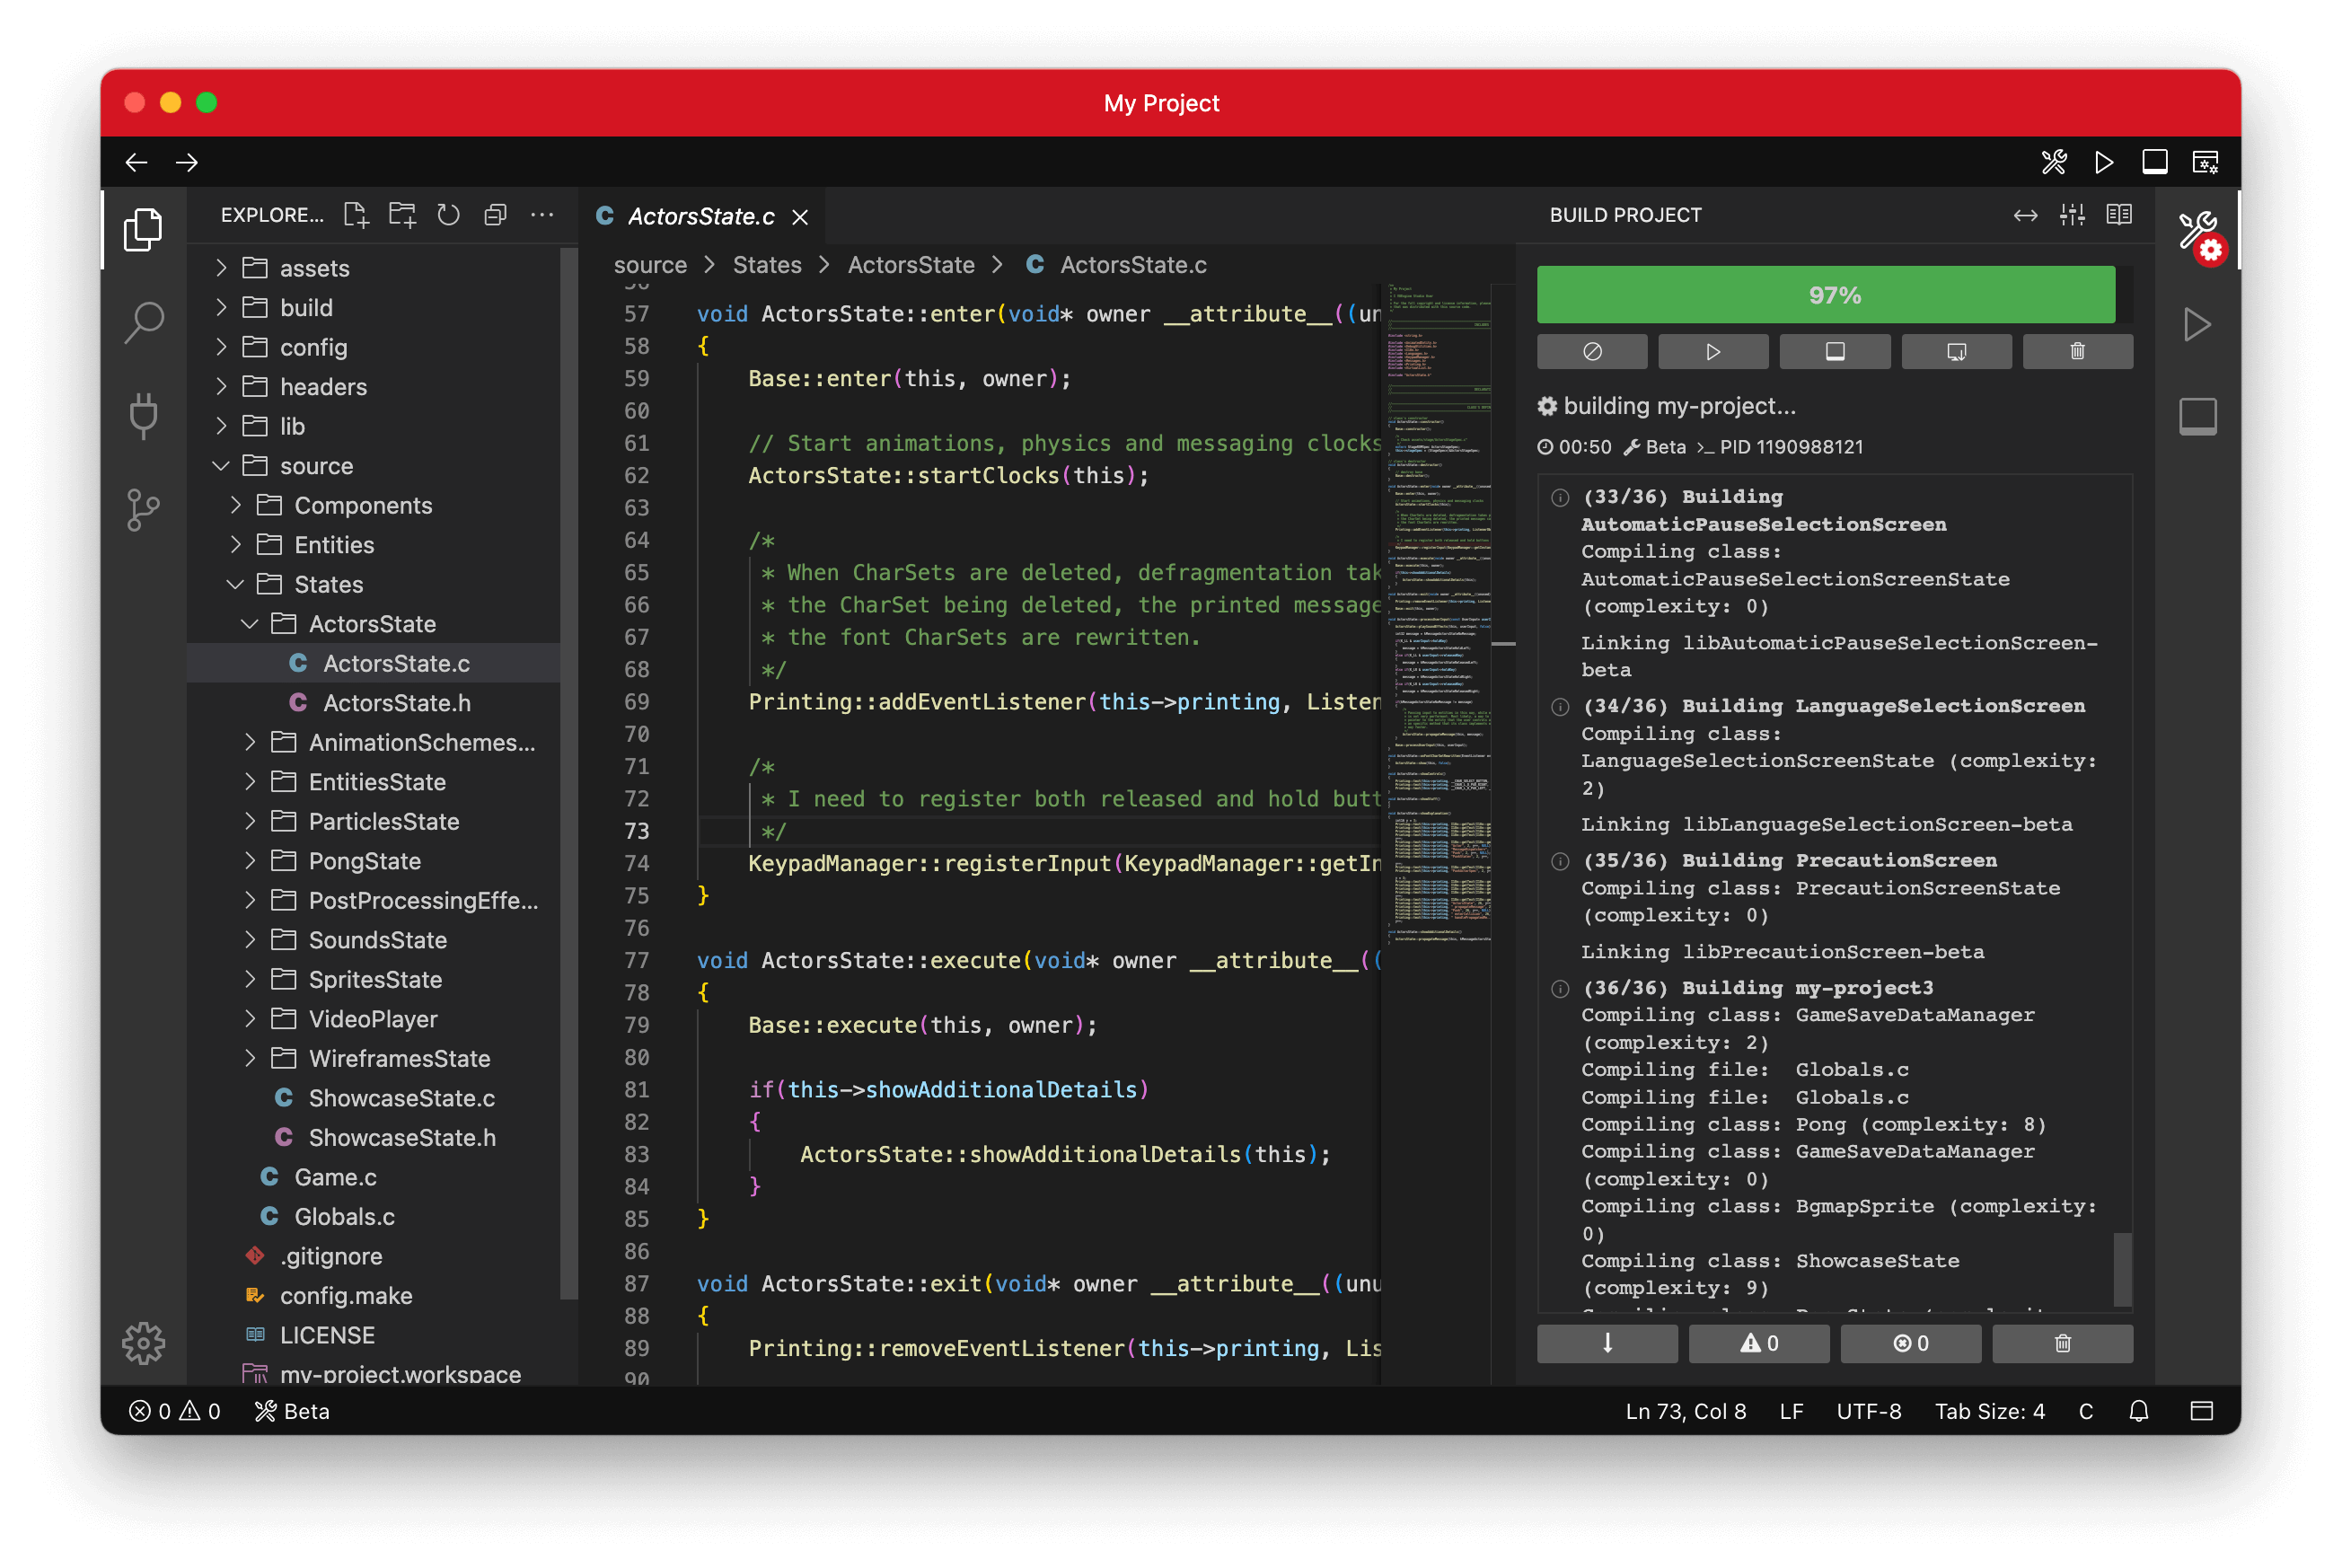 My Project
EXPLORE...
assets
build
config
headers
lib
source
Components
Entities
States
ActorsState
ActorsState.c
ActorsState.h
AnimationSchemes...
EntitiesState
ParticlesState
PongState
PostProcessingEffe...
SoundsState
SpritesState
VideoPlayer
WireframesState
ShowcaseState.c
ShowcaseState.h
Game.c
Globals.c
.gitignore
config.make
LICENSE
my-project.workspace
C ActorsState.c
source > States > ActorsState > C ActorsState.c
57 void ActorsState::enter(void* owner __attribute__((un
58 {
59 Base::enter(this, owner);
60
61 // Start animations, physics and messaging clocks
62 ActorsState::startClocks(this);
63
64 /*
65 * When CharSets are deleted, defragmentation tak
66 * the CharSet being deleted, the printed message
67 * the font CharSets are rewritten.
68 */
69 Printing::addEventListener(this->printing, Listen
70
71 /*
72 * I need to register both released and hold butt
73 */
74 KeypadManager::registerInput(KeypadManager::getIn
75 }
76
77 void ActorsState::execute(void* owner __attribute__((
78 {
79 Base::execute(this, owner);
80
81 if(this->showAdditionalDetails)
82 {
83 ActorsState::showAdditionalDetails(this);
84 }
85 }
86
87 void ActorsState::exit(void* owner __attribute__((unu
88 {
89 Printing::removeEventListener(this->printing, Lis
90
BUILD PROJECT
97%
building my-project...
00:50 Beta PID 1190988121
(33/36) Building
AutomaticPauseSelectionScreen
Compiling class:
AutomaticPauseSelectionScreenState
(complexity: 0)
Linking libAutomaticPauseSelectionScreen-
beta
(34/36) Building LanguageSelectionScreen
Compiling class:
LanguageSelectionScreenState (complexity:
2)
Linking libLanguageSelectionScreen-beta
(35/36) Building PrecautionScreen
Compiling class: PrecautionScreenState
(complexity: 0)
Linking libPrecautionScreen-beta
(36/36) Building my-project3
Compiling class: GameSaveDataManager
(complexity: 2)
Compiling file: Globals.c
Compiling file: Globals.c
Compiling class: Pong (complexity: 8)
Compiling class: GameSaveDataManager
(complexity: 0)
Compiling class: BgmapSprite (complexity:
0)
Compiling class: ShowcaseState
(complexity: 9)
0
0
0 0 Beta
Ln 73, Col 8 LF UTF-8 Tab Size: 4 C